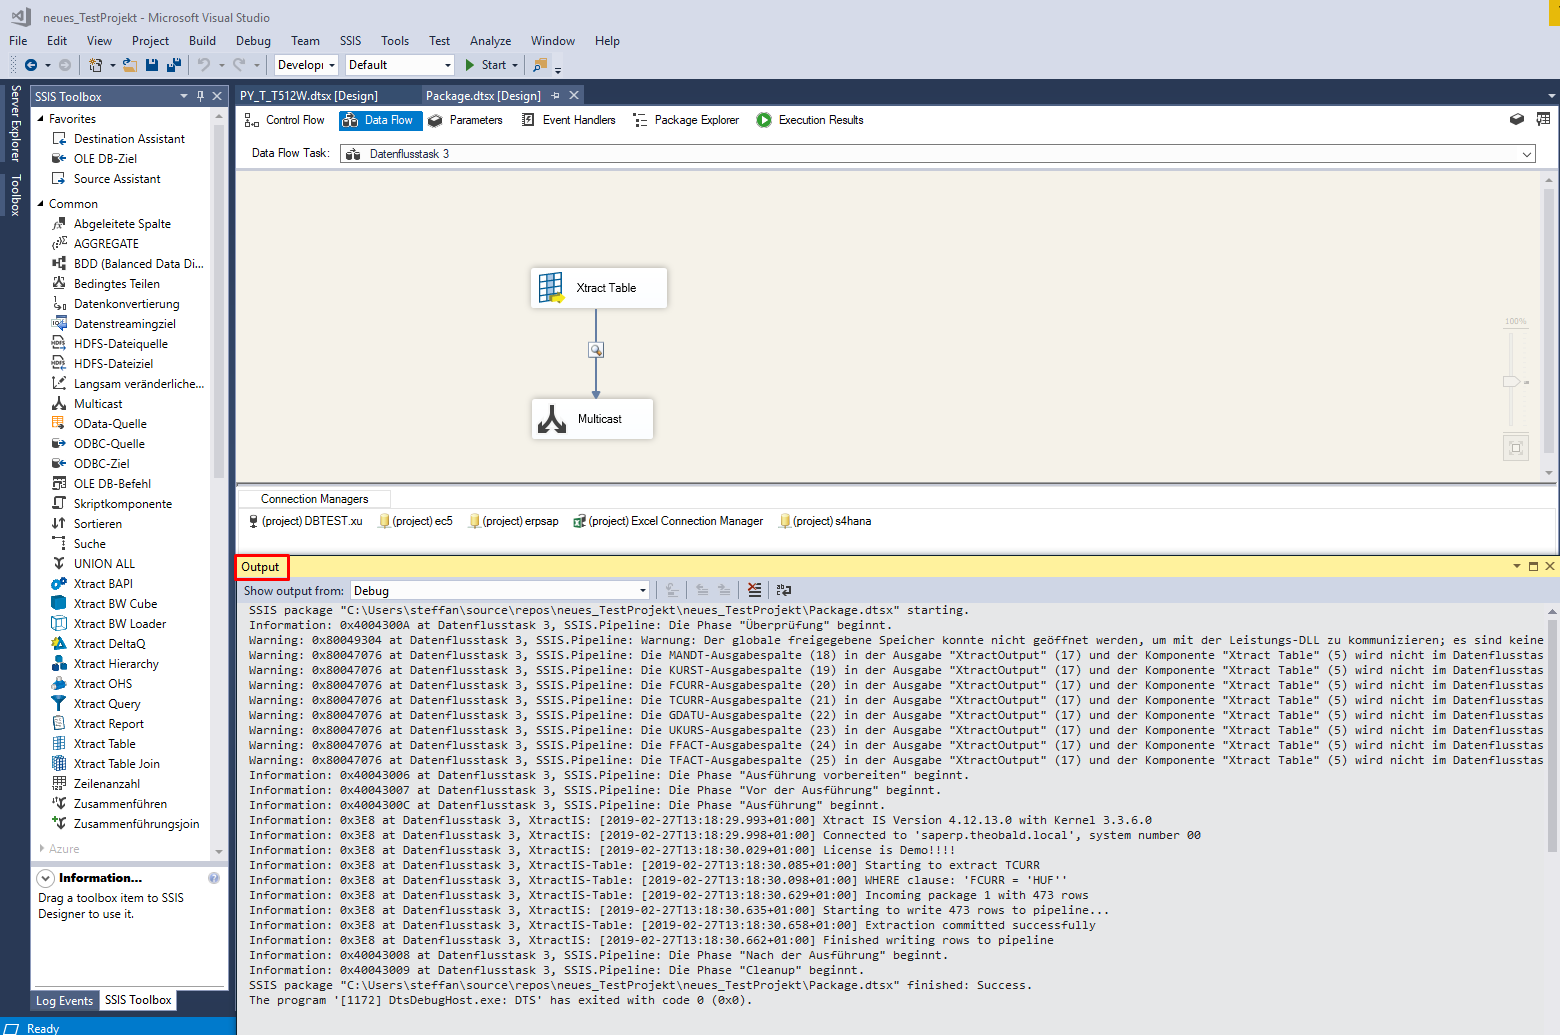 neues_TestProjekt - Microsoft Visual Studio
File Edit View Project Build Debug Team SSIS Tools Test Analyze Window Help
Develop Default Start
Server Explorer
Toolbox
SSIS Toolbox
Favorites
Destination Assistant
OLE DB-Ziel
Source Assistant
Common
Abgeleitete Spalte
AGGREGATE
BDD (Balanced Data Di...
Bedingtes Teilen
Datenkonvertierung
Datenstreamingziel
HDFS-Dateiquelle
HDFS-Dateiziel
Langsam veränderliche...
Multicast
OData-Quelle
ODBC-Quelle
ODBC-Ziel
OLE DB-Befehl
Skriptkomponente
Sortieren
Suche
UNION ALL
Xtract BAPI
Xtract BW Cube
Xtract BW Loader
Xtract DeltaQ
Xtract Hierarchy
Xtract OHS
Xtract Query
Xtract Report
Xtract Table
Xtract Table Join
Zeilenanzahl
Zusammenführen
Zusammenführungsjoin
Azure
Information...
Drag a toolbox item to SSIS
Designer to use it.
Log Events SSIS Toolbox
Ready
PY_T_T512W.dtsx [Design] Package.dtsx [Design]
Control Flow Data Flow Parameters Event Handlers Package Explorer Execution Results
Data Flow Task: Datenflusstask 3
Xtract Table
Multicast
100%
Connection Managers
(project) DBTEST.xu (project) ec5 (project) erpsap (project) Excel Connection Manager (project) s4hana
Output
Show output from: Debug
SSIS package "C:\Users\steffan\source\repos\neues_TestProjekt\neues_TestProjekt\Package.dtsx" starting.
Information: 0x4004300A at Datenflusstask 3, SSIS.Pipeline: Die Phase "Überprüfung" beginnt.
Warning: 0x80049304 at Datenflusstask 3, SSIS.Pipeline: Warnung: Der globale freigegebene Speicher konnte nicht geöffnet werden, um mit der Leistungs-DLL zu kommunizieren; es sind keine
Warning: 0x80047076 at Datenflusstask 3, SSIS.Pipeline: Die MANDT-Ausgabespalte (18) in der Ausgabe "XtractOutput" (17) und der Komponente "Xtract Table" (5) wird nicht im Datenflusstas
Warning: 0x80047076 at Datenflusstask 3, SSIS.Pipeline: Die KURST-Ausgabespalte (19) in der Ausgabe "XtractOutput" (17) und der Komponente "Xtract Table" (5) wird nicht im Datenflusstas
Warning: 0x80047076 at Datenflusstask 3, SSIS.Pipeline: Die FCURR-Ausgabespalte (20) in der Ausgabe "XtractOutput" (17) und der Komponente "Xtract Table" (5) wird nicht im Datenflusstas
Warning: 0x80047076 at Datenflusstask 3, SSIS.Pipeline: Die TCURR-Ausgabespalte (21) in der Ausgabe "XtractOutput" (17) und der Komponente "Xtract Table" (5) wird nicht im Datenflusstas
Warning: 0x80047076 at Datenflusstask 3, SSIS.Pipeline: Die GDATU-Ausgabespalte (22) in der Ausgabe "XtractOutput" (17) und der Komponente "Xtract Table" (5) wird nicht im Datenflusstas
Warning: 0x80047076 at Datenflusstask 3, SSIS.Pipeline: Die UKURS-Ausgabespalte (23) in der Ausgabe "XtractOutput" (17) und der Komponente "Xtract Table" (5) wird nicht im Datenflusstas
Warning: 0x80047076 at Datenflusstask 3, SSIS.Pipeline: Die FFACT-Ausgabespalte (24) in der Ausgabe "XtractOutput" (17) und der Komponente "Xtract Table" (5) wird nicht im Datenflusstas
Warning: 0x80047076 at Datenflusstask 3, SSIS.Pipeline: Die TFACT-Ausgabespalte (25) in der Ausgabe "XtractOutput" (17) und der Komponente "Xtract Table" (5) wird nicht im Datenflusstas
Information: 0x40043006 at Datenflusstask 3, SSIS.Pipeline: Die Phase "Ausführung vorbereiten" beginnt.
Information: 0x40043007 at Datenflusstask 3, SSIS.Pipeline: Die Phase "Vor der Ausführung" beginnt.
Information: 0x4004300C at Datenflusstask 3, SSIS.Pipeline: Die Phase "Ausführung" beginnt.
Information: 0x3E8 at Datenflusstask 3, XtractIS: [2019-02-27T13:18:29.993+01:00] Xtract IS Version 4.12.13.0 with Kernel 3.3.6.0
Information: 0x3E8 at Datenflusstask 3, XtractIS: [2019-02-27T13:18:29.998+01:00] Connected to 'saperp.theobald.local', system number 00
Information: 0x3E8 at Datenflusstask 3, XtractIS: [2019-02-27T13:18:30.029+01:00] License is Demo!!!!
Information: 0x3E8 at Datenflusstask 3, XtractIS-Table: [2019-02-27T13:18:30.085+01:00] Starting to extract TCURR
Information: 0x3E8 at Datenflusstask 3, XtractIS-Table: [2019-02-27T13:18:30.098+01:00] WHERE clause: 'FCURR = 'HUF''
Information: 0x3E8 at Datenflusstask 3, XtractIS-Table: [2019-02-27T13:18:30.629+01:00] Incoming package 1 with 473 rows
Information: 0x3E8 at Datenflusstask 3, XtractIS: [2019-02-27T13:18:30.635+01:00] Starting to write 473 rows to pipeline...
Information: 0x3E8 at Datenflusstask 3, XtractIS-Table: [2019-02-27T13:18:30.658+01:00] Extraction committed successfully
Information: 0x3E8 at Datenflusstask 3, XtractIS: [2019-02-27T13:18:30.662+01:00] Finished writing rows to pipeline
Information: 0x40043008 at Datenflusstask 3, SSIS.Pipeline: Die Phase "Nach der Ausführung" beginnt.
Information: 0x40043009 at Datenflusstask 3, SSIS.Pipeline: Die Phase "Cleanup" beginnt.
SSIS package "C:\Users\steffan\source\repos\neues_TestProjekt\neues_TestProjekt\Package.dtsx" finished: Success.
The program '[1172] DtsDebugHost.exe: DTS' has exited with code 0 (0x0).